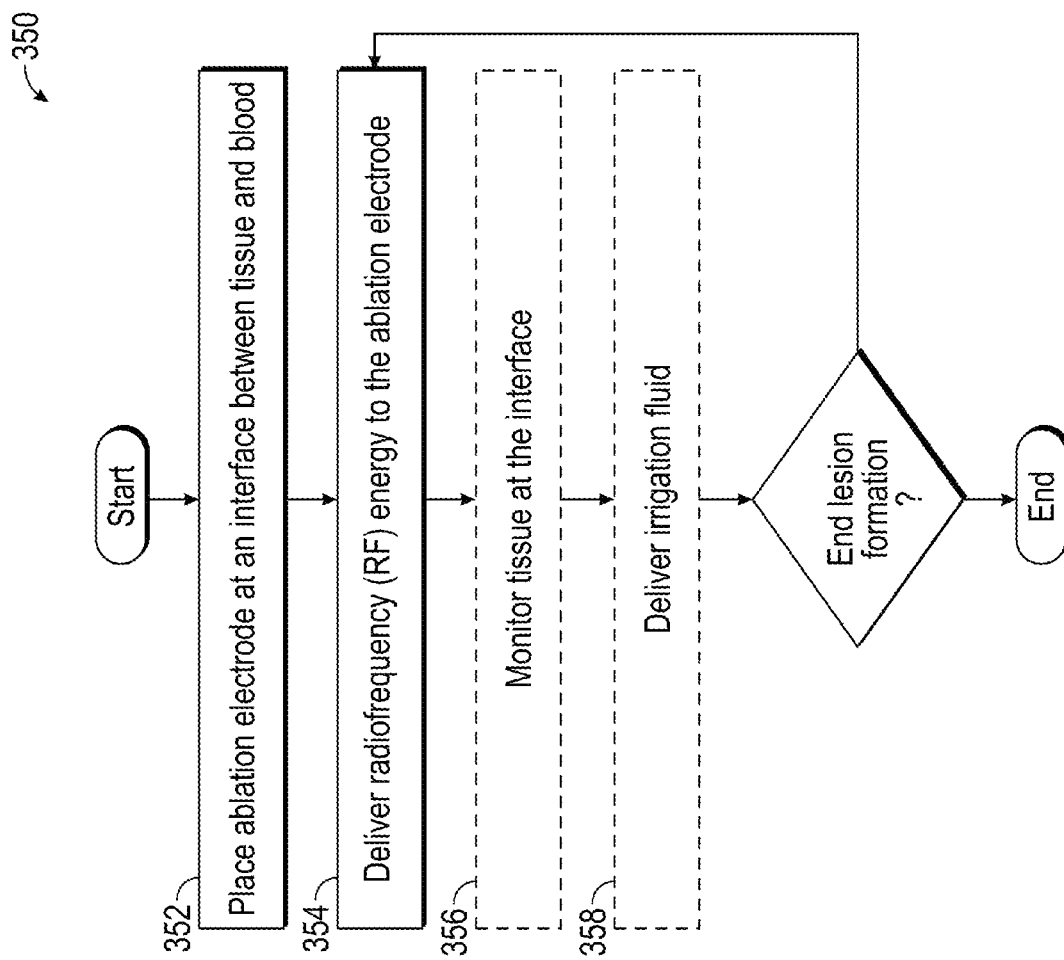 350
Start
352
Place ablation electrode at an interface between tissue and blood
354
Deliver radiofrequency (RF) energy to the ablation electrode
356
Monitor tissue at the interface
358
Deliver irrigation fluid
End lesion
formation
?
End